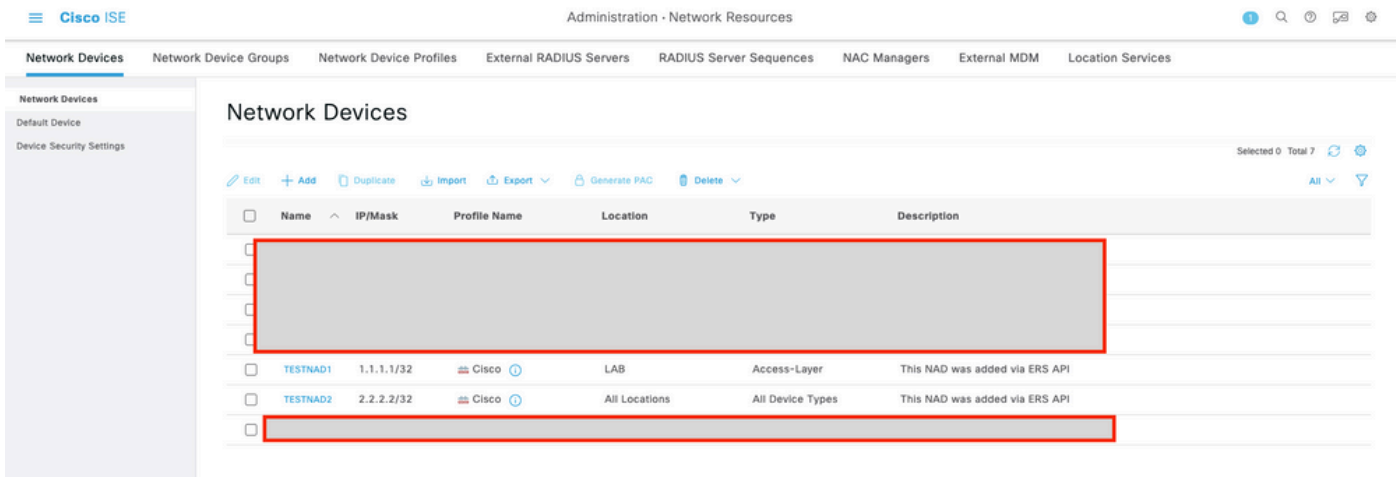 Cisco ISE
Administration · Network Resources
1
Network Devices Network Device Groups Network Device Profiles External RADIUS Servers RADIUS Server Sequences NAC Managers External MDM Location Services
Network Devices
Default Device
Device Security Settings
Network Devices
Selected 0 Total 7
Edit Add Duplicate Import Export Generate PAC Delete All
Name IP/Mask Profile Name Location Type Description
TESTNAD1 1.1.1.1/32 Cisco LAB Access-Layer This NAD was added via ERS API
TESTNAD2 2.2.2.2/32 Cisco All Locations All Device Types This NAD was added via ERS API